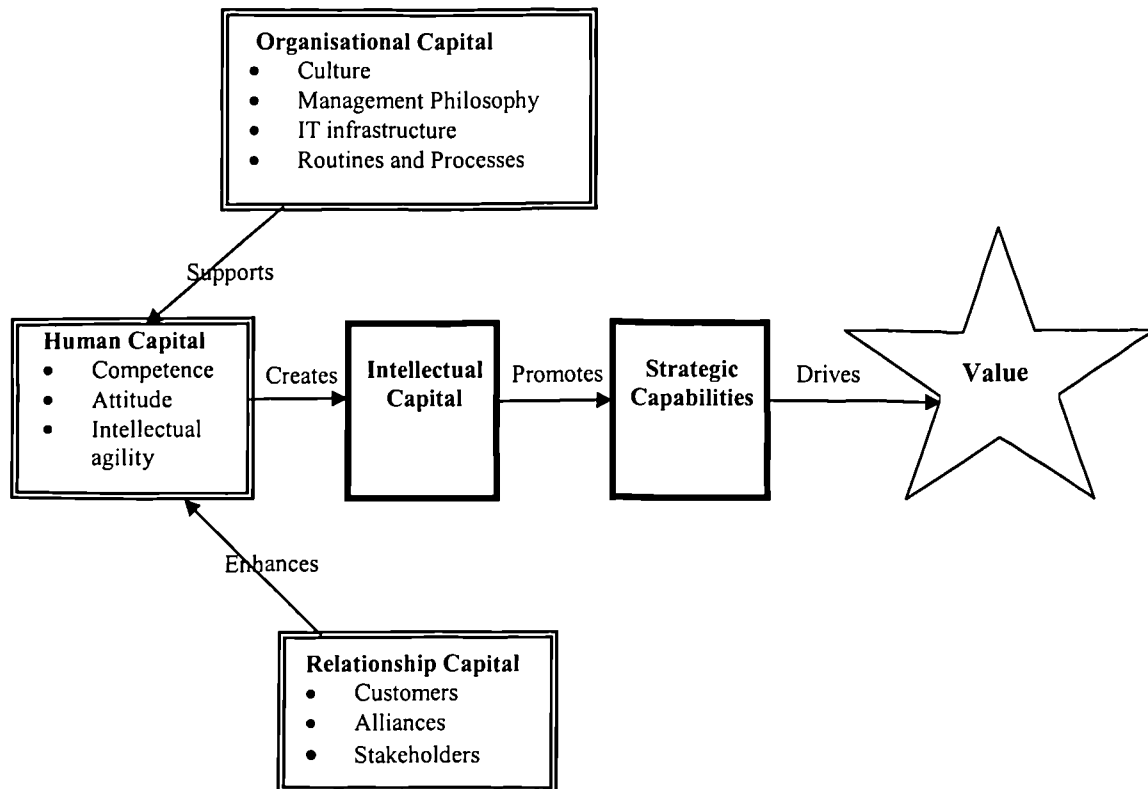 Organisational Capital
• Culture
• Management Philosophy
• IT infrastructure
• Routines and Processes
Supports
Human Capital
• Competence
• Attitude
• Intellectual
agility
Creates
Intellectual
Capital
Promotes
Strategic
Capabilities
Drives
Value
Enhances
Relationship Capital
• Customers
• Alliances
• Stakeholders